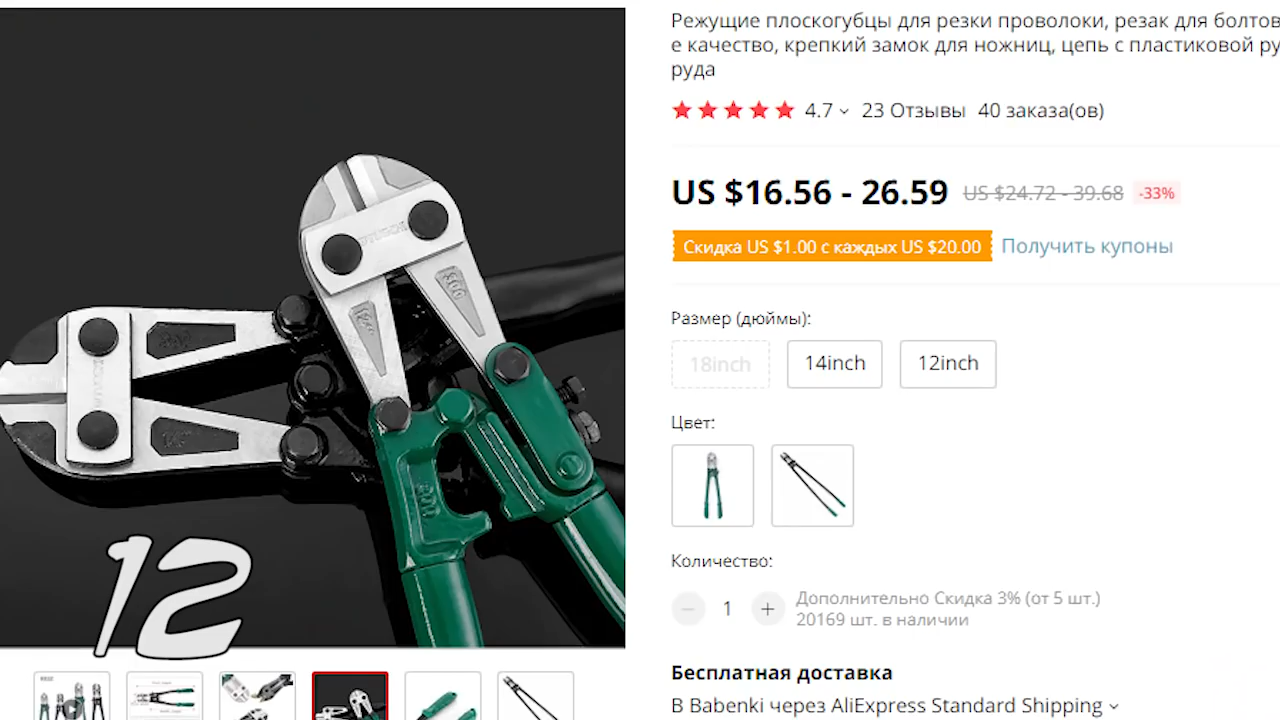 Режущие плоскогубцы для резки проволоки, резак для болтов
е качество, крепкий замок для ножниц, цепь с пластиковой ру
руда
4.7
23 Отзывы
40 заказа(ов)
US $16.56 - 26.59
US $24.72 - 39.68
-33%
Скидка US $1.00 с каждых US $20.00
Получить купоны
Размер (дюймы):
18inch
14inch
12inch
Цвет:
Количество:
1
Дополнительно Скидка 3% (от 5 шт.)
20169 шт. в наличии
Бесплатная доставка
В Babenki через AliExpress Standard Shipping
12
300